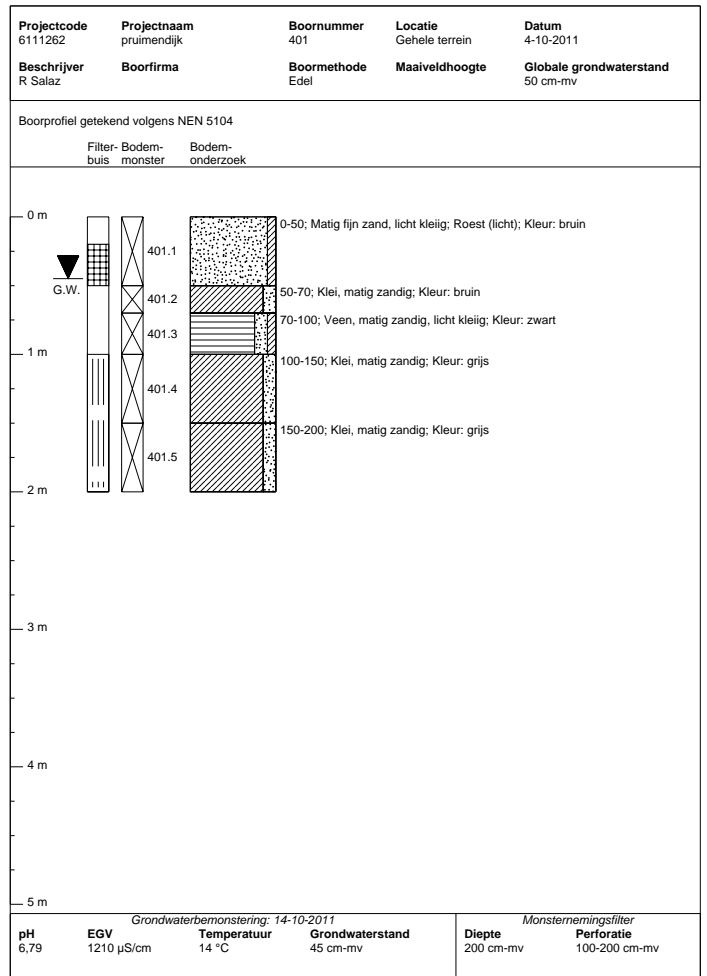 Projectcode Projectnaam Boornummer Locatie Datum
6111262 pruimendijk 401 Gehele terrein 4-10-2011
Beschrijver Boorfirma Boormethode Maaiveldhoogte Globale grondwaterstand
R Salaz Edel 50 cm-mv
Boorprofiel getekend volgens NEN 5104
Filter- Bodem- Bodem-
buis monster onderzoek
0 m
0-50; Matig fijn zand, licht kleiig; Roest (licht); Kleur: bruin
401.1
G.W.
50-70; Klei, matig zandig; Kleur: bruin
401.2
70-100; Veen, matig zandig, licht kleiig; Kleur: zwart
401.3
1 m
100-150; Klei, matig zandig; Kleur: grijs
401.4
150-200; Klei, matig zandig; Kleur: grijs
401.5
2 m
3 m
4 m
5 m
Grondwaterbemonstering: 14-10-2011 Monsternemingsfilter
pH EGV Temperatuur Grondwaterstand Diepte Perforatie
6,79 1210 µS/cm 14 °C 45 cm-mv 200 cm-mv 100-200 cm-mv